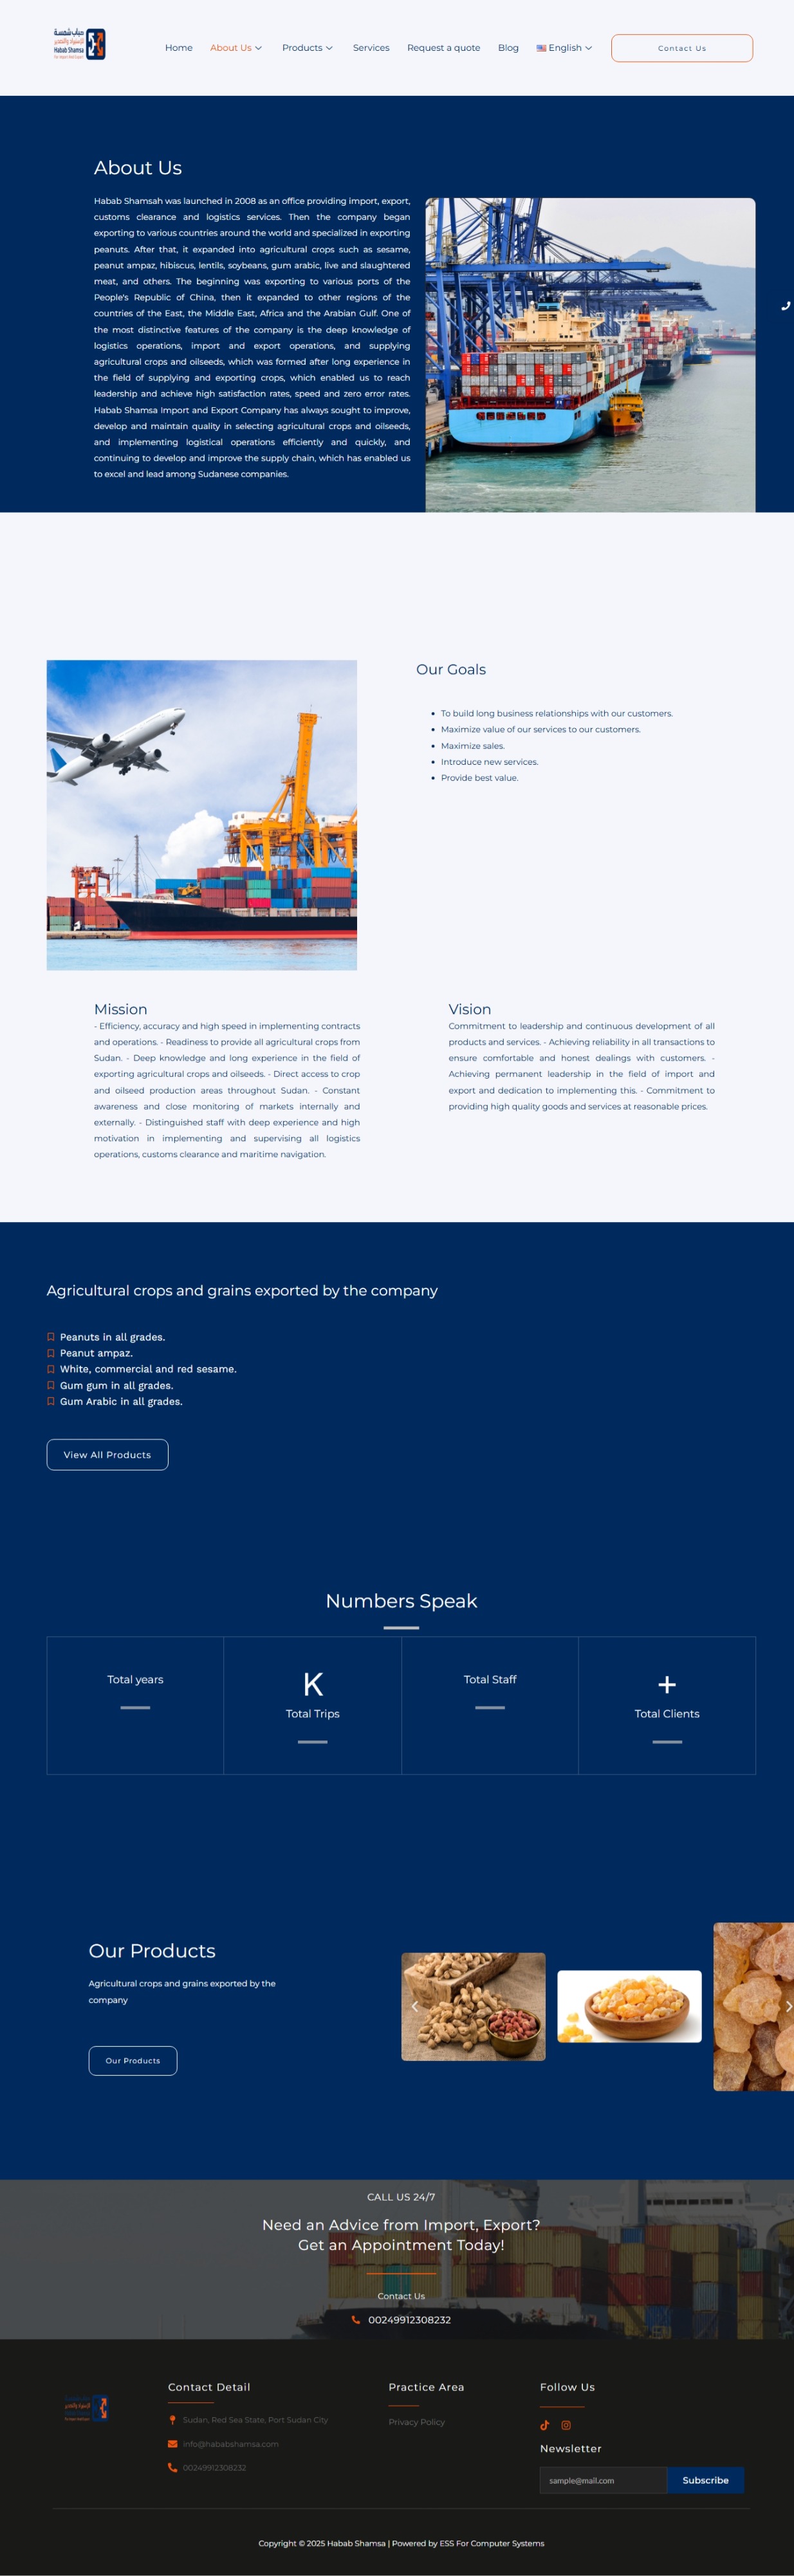 حباب شمسة
للإستيراد والتصدير
Habab Shamsa
For Import And Export
Home
About Us
Products
Services
Request a quote
Blog
English
Contact Us
About Us
Habab Shamsah was launched in 2008 as an office providing import, export,
customs clearance and logistics services. Then the company began
exporting to various countries around the world and specialized in exporting
peanuts. After that, it expanded into agricultural crops such as sesame,
peanut ampaz, hibiscus, lentils, soybeans, gum arabic, live and slaughtered
meat, and others. The beginning was exporting to various ports of the
People's Republic of China, then it expanded to other regions of the
countries of the East, the Middle East, Africa and the Arabian Gulf. One of
the most distinctive features of the company is the deep knowledge of
logistics operations, import and export operations, and supplying
agricultural crops and oilseeds, which was formed after long experience in
the field of supplying and exporting crops, which enabled us to reach
leadership and achieve high satisfaction rates, speed and zero error rates.
Habab Shamsa Import and Export Company has always sought to improve,
develop and maintain quality in selecting agricultural crops and oilseeds,
and implementing logistical operations efficiently and quickly, and
continuing to develop and improve the supply chain, which has enabled us
to excel and lead among Sudanese companies.
Our Goals
To build long business relationships with our customers.
Maximize value of our services to our customers.
Maximize sales.
Introduce new services.
Provide best value.
Mission
- Efficiency, accuracy and high speed in implementing contracts
and operations. - Readiness to provide all agricultural crops from
Sudan. - Deep knowledge and long experience in the field of
exporting agricultural crops and oilseeds. - Direct access to crop
and oilseed production areas throughout Sudan. - Constant
awareness and close monitoring of markets internally and
externally. - Distinguished staff with deep experience and high
motivation in implementing and supervising all logistics
operations, customs clearance and maritime navigation.
Vision
Commitment to leadership and continuous development of all
products and services. - Achieving reliability in all transactions to
ensure comfortable and honest dealings with customers. -
Achieving permanent leadership in the field of import and
export and dedication to implementing this. - Commitment to
providing high quality goods and services at reasonable prices.
Agricultural crops and grains exported by the company
Peanuts in all grades.
Peanut ampaz.
White, commercial and red sesame.
Gum gum in all grades.
Gum Arabic in all grades.
View All Products
Numbers Speak
Total years
K
Total Trips
Total Staff
+
Total Clients
Our Products
Agricultural crops and grains exported by the
company
Our Products
CALL US 24/7
Need an Advice from Import, Export?
Get an Appointment Today!
Contact Us
00249912308232
Contact Detail
Sudan, Red Sea State, Port Sudan City
info@hababshamsa.com
00249912308232
Practice Area
Privacy Policy
Follow Us
Newsletter
sample@mail.com
Subscribe
Copyright © 2025 Habab Shamsa | Powered by ESS For Computer Systems